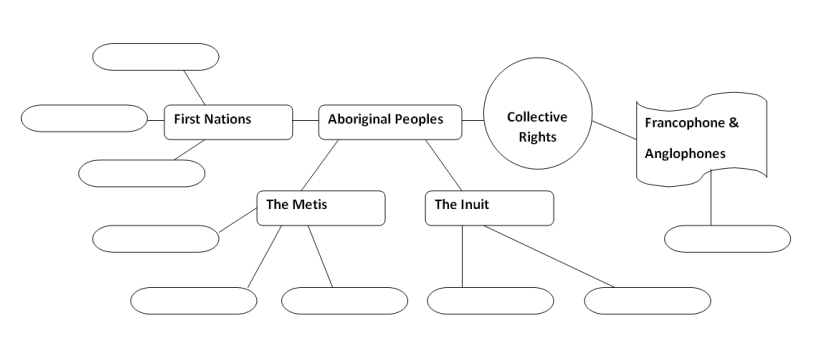 First Nations
Aboriginal Peoples
Collective
Rights
Francophone &
Anglophones
The Metis
The Inuit